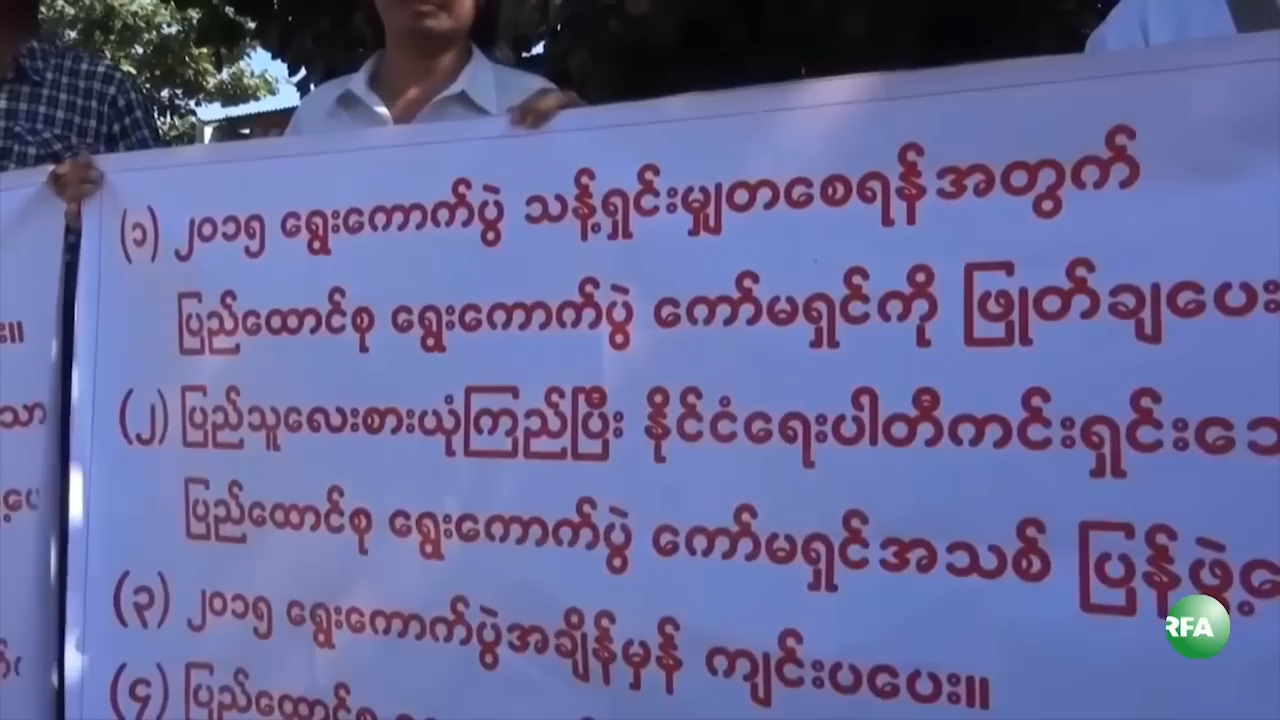 (၁) ၂၀၁၅ ရွေးကောက်ပွဲ သန့်ရှင်းမျှတစေရန်အတွက်
ပြည်ထောင်စု ရွေးကောက်ပွဲ ကော်မရှင်ကို ဖြုတ်ချပေး
(၂) ပြည်သူလေးစားယုံကြည်ပြီး နိုင်ငံရေးပါတီကင်းရှင်း
ပြည်ထောင်စု ရွေးကောက်ပွဲ ကော်မရှင်အသစ် ပြန်ဖွဲ့
(၃) ၂၀၁၅ ရွေးကောက်ပွဲအချိန်မှန် ကျင်းပပေး။
(၄) ပြည်ထောင်စု
RFA